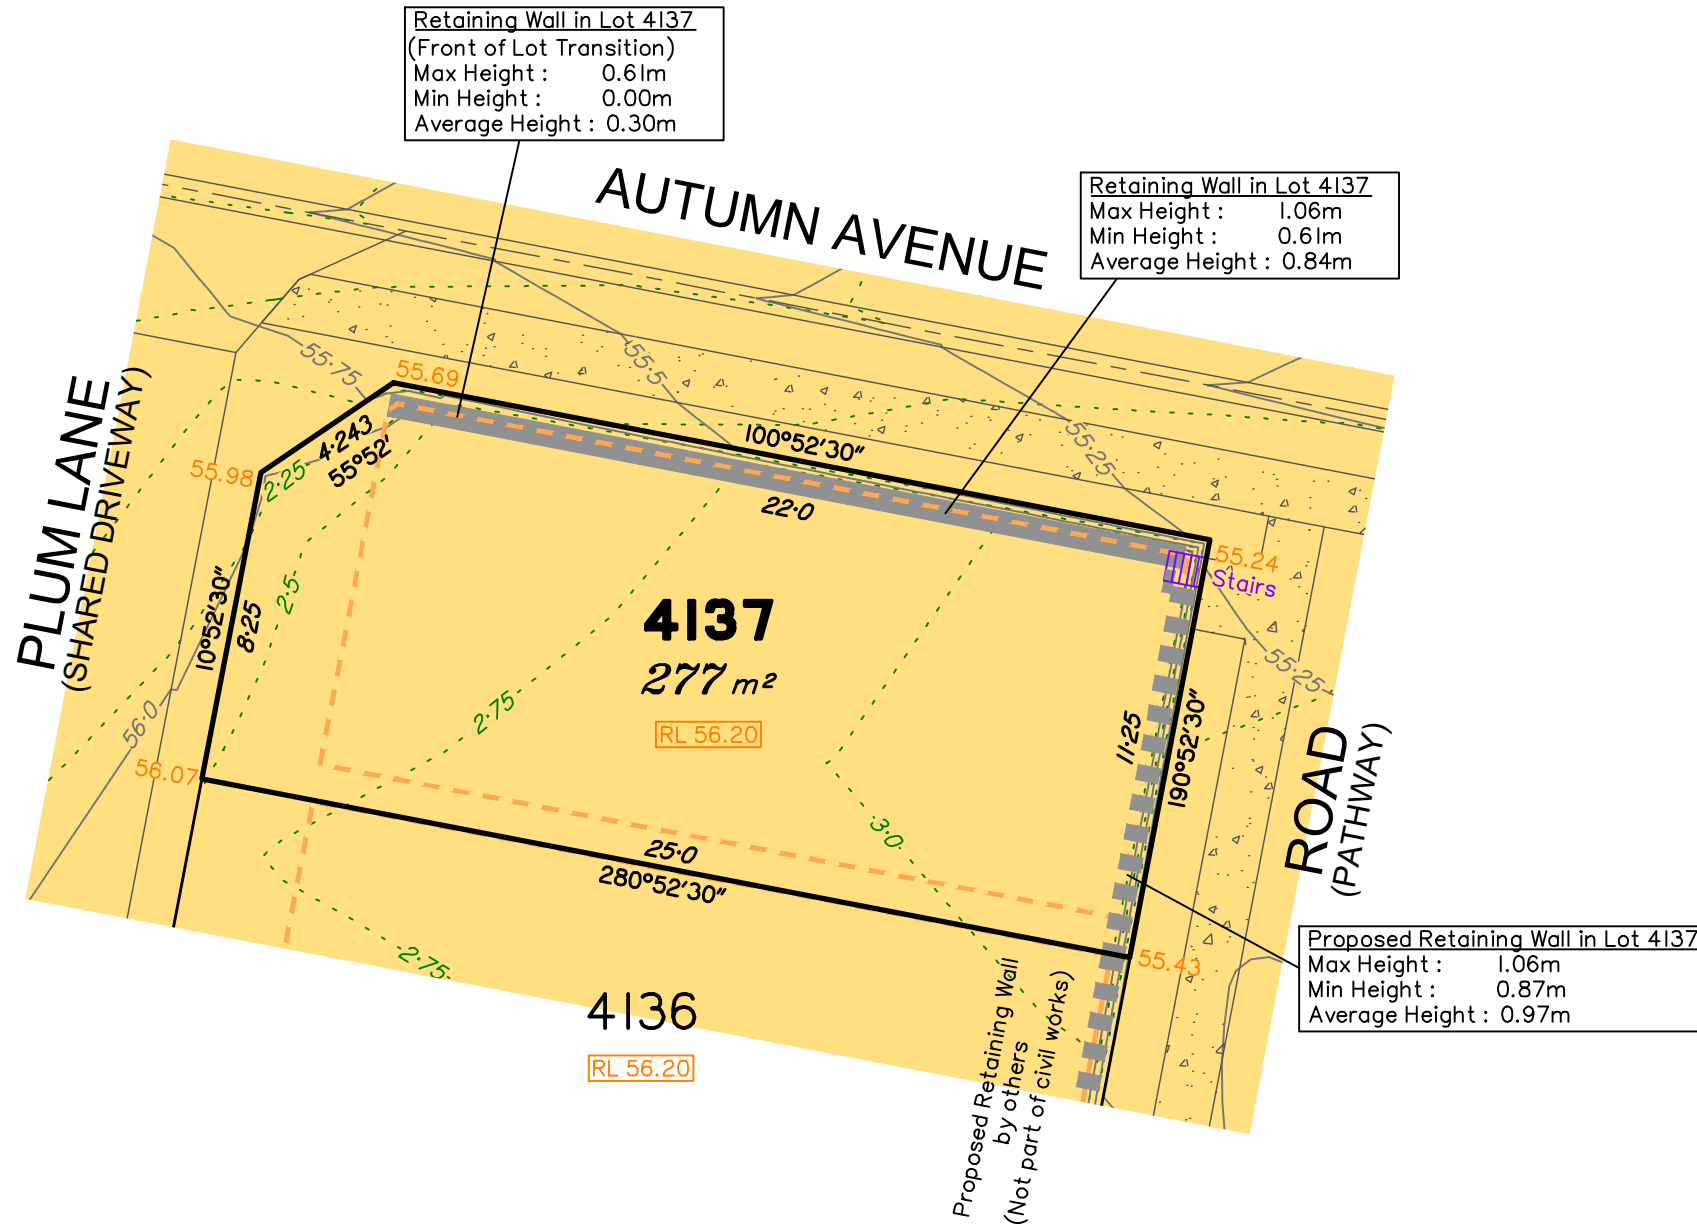 Retaining Wall in Lot 4137
(Front of Lot Transition)
Max Height : 0.61m
Min Height : 0.00m
Average Height : 0.30m
AUTUMN AVENUE
Retaining Wall in Lot 4137
Max Height : 1.06m
Min Height : 0.61m
Average Height : 0.84m
55·75
55.69
55·5
55·25
100°52'30"
22·0
4·243
55°52'
2·25
55.98
PLUM LANE
(SHARED DRIVEWAY)
10°52'30"
8·25
2·5
56·0
56.07
4137
277 m²
RL 56.20
2·75
3·0
55.24
Stairs
55·25
11·25
190°52'30"
ROAD
(PATHWAY)
25·0
280°52'30"
55.43
2·75
4136
RL 56.20
Proposed Retaining Wall
by others
(Not part of civil works)
Proposed Retaining Wall in Lot 4137
Max Height : 1.06m
Min Height : 0.87m
Average Height : 0.97m